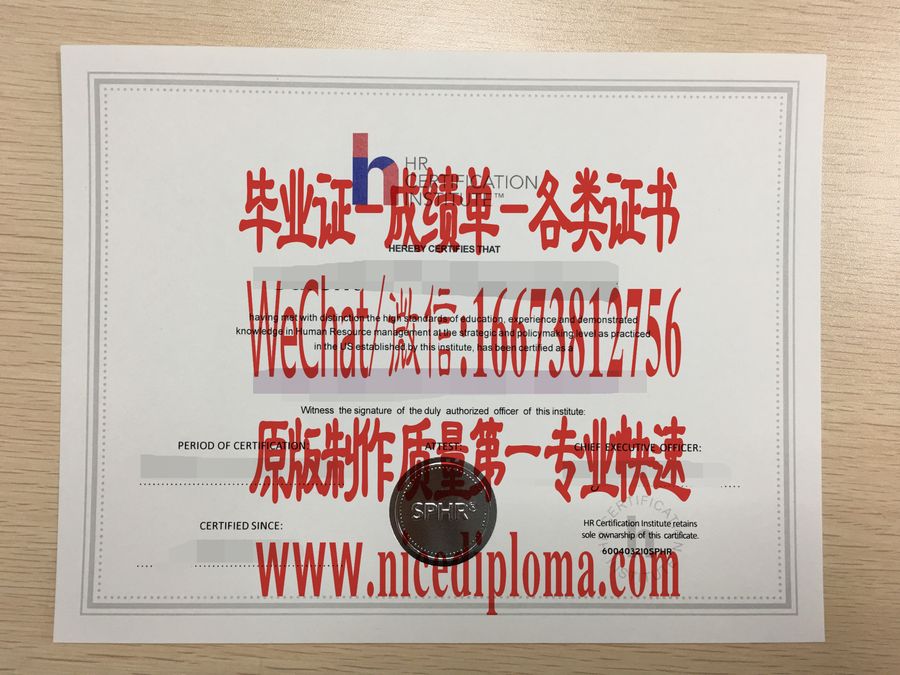 HR
CERTIFICATION
INSTITUTE™
毕业证一成绩单一各类证书
HEREBY CERTIFIES THAT
WeChat/微信:16673812756
having met with distinction the high standards of education, experience and demonstrated
knowledge in Human Resource management at the strategic and policymaking level as practiced
in the US established by this institute, has been certified as a
Witness the signature of the duly authorized officer of this institute:
PERIOD OF CERTIFICATION:
ATTEST:
CHIEF EXECUTIVE OFFICER:
原版制作质量第一专业快速
SPHR®
CERTIFIED SINCE:
HR Certification Institute retains
sole ownership of this certificate.
600403210SPHR
www.nicediploma.com